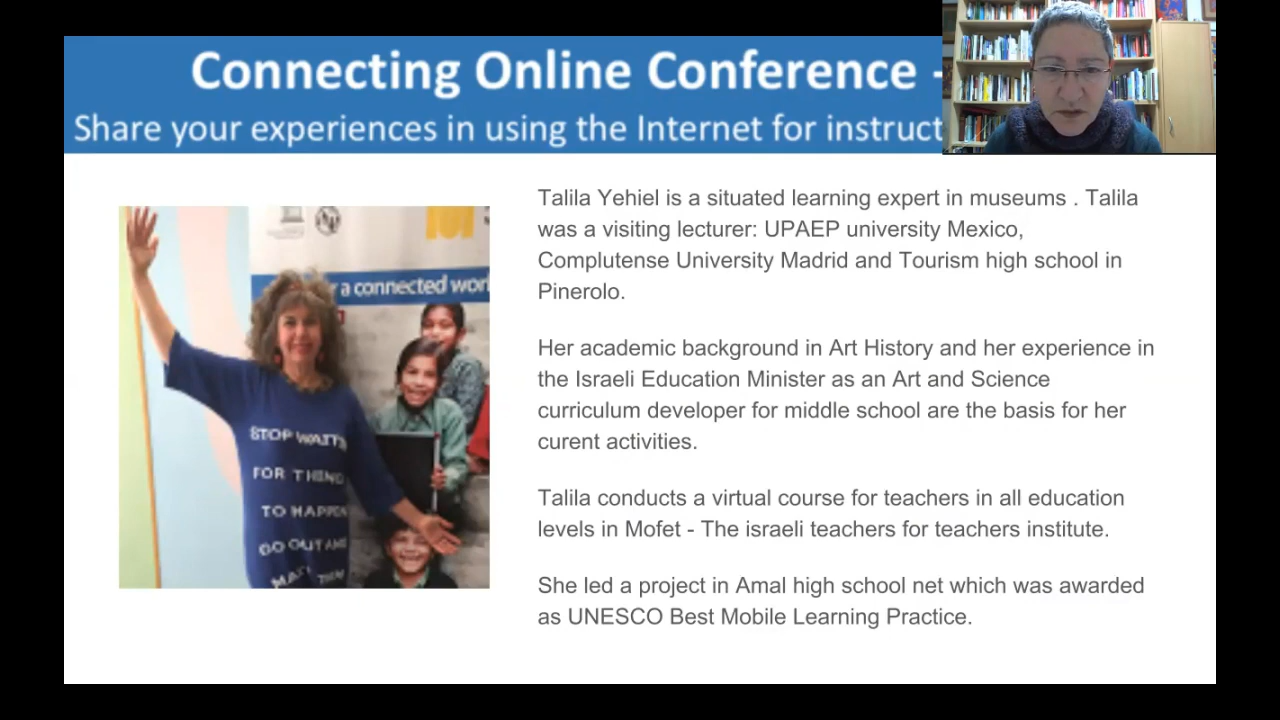 Connecting Online Conference -
Share your experiences in using the Internet for instruct
Talila Yehiel is a situated learning expert in museums . Talila
was a visiting lecturer: UPAEP university Mexico,
Complutense University Madrid and Tourism high school in
Pinerolo.
Her academic background in Art History and her experience in
the Israeli Education Minister as an Art and Science
curriculum developer for middle school are the basis for her
curent activities.
Talila conducts a virtual course for teachers in all education
levels in Mofet - The israeli teachers for teachers institute.
She led a project in Amal high school net which was awarded
as UNESCO Best Mobile Learning Practice.
a connected wor
STOP WAIT
FOR THING
TO HAPPEN
GO OUT AND